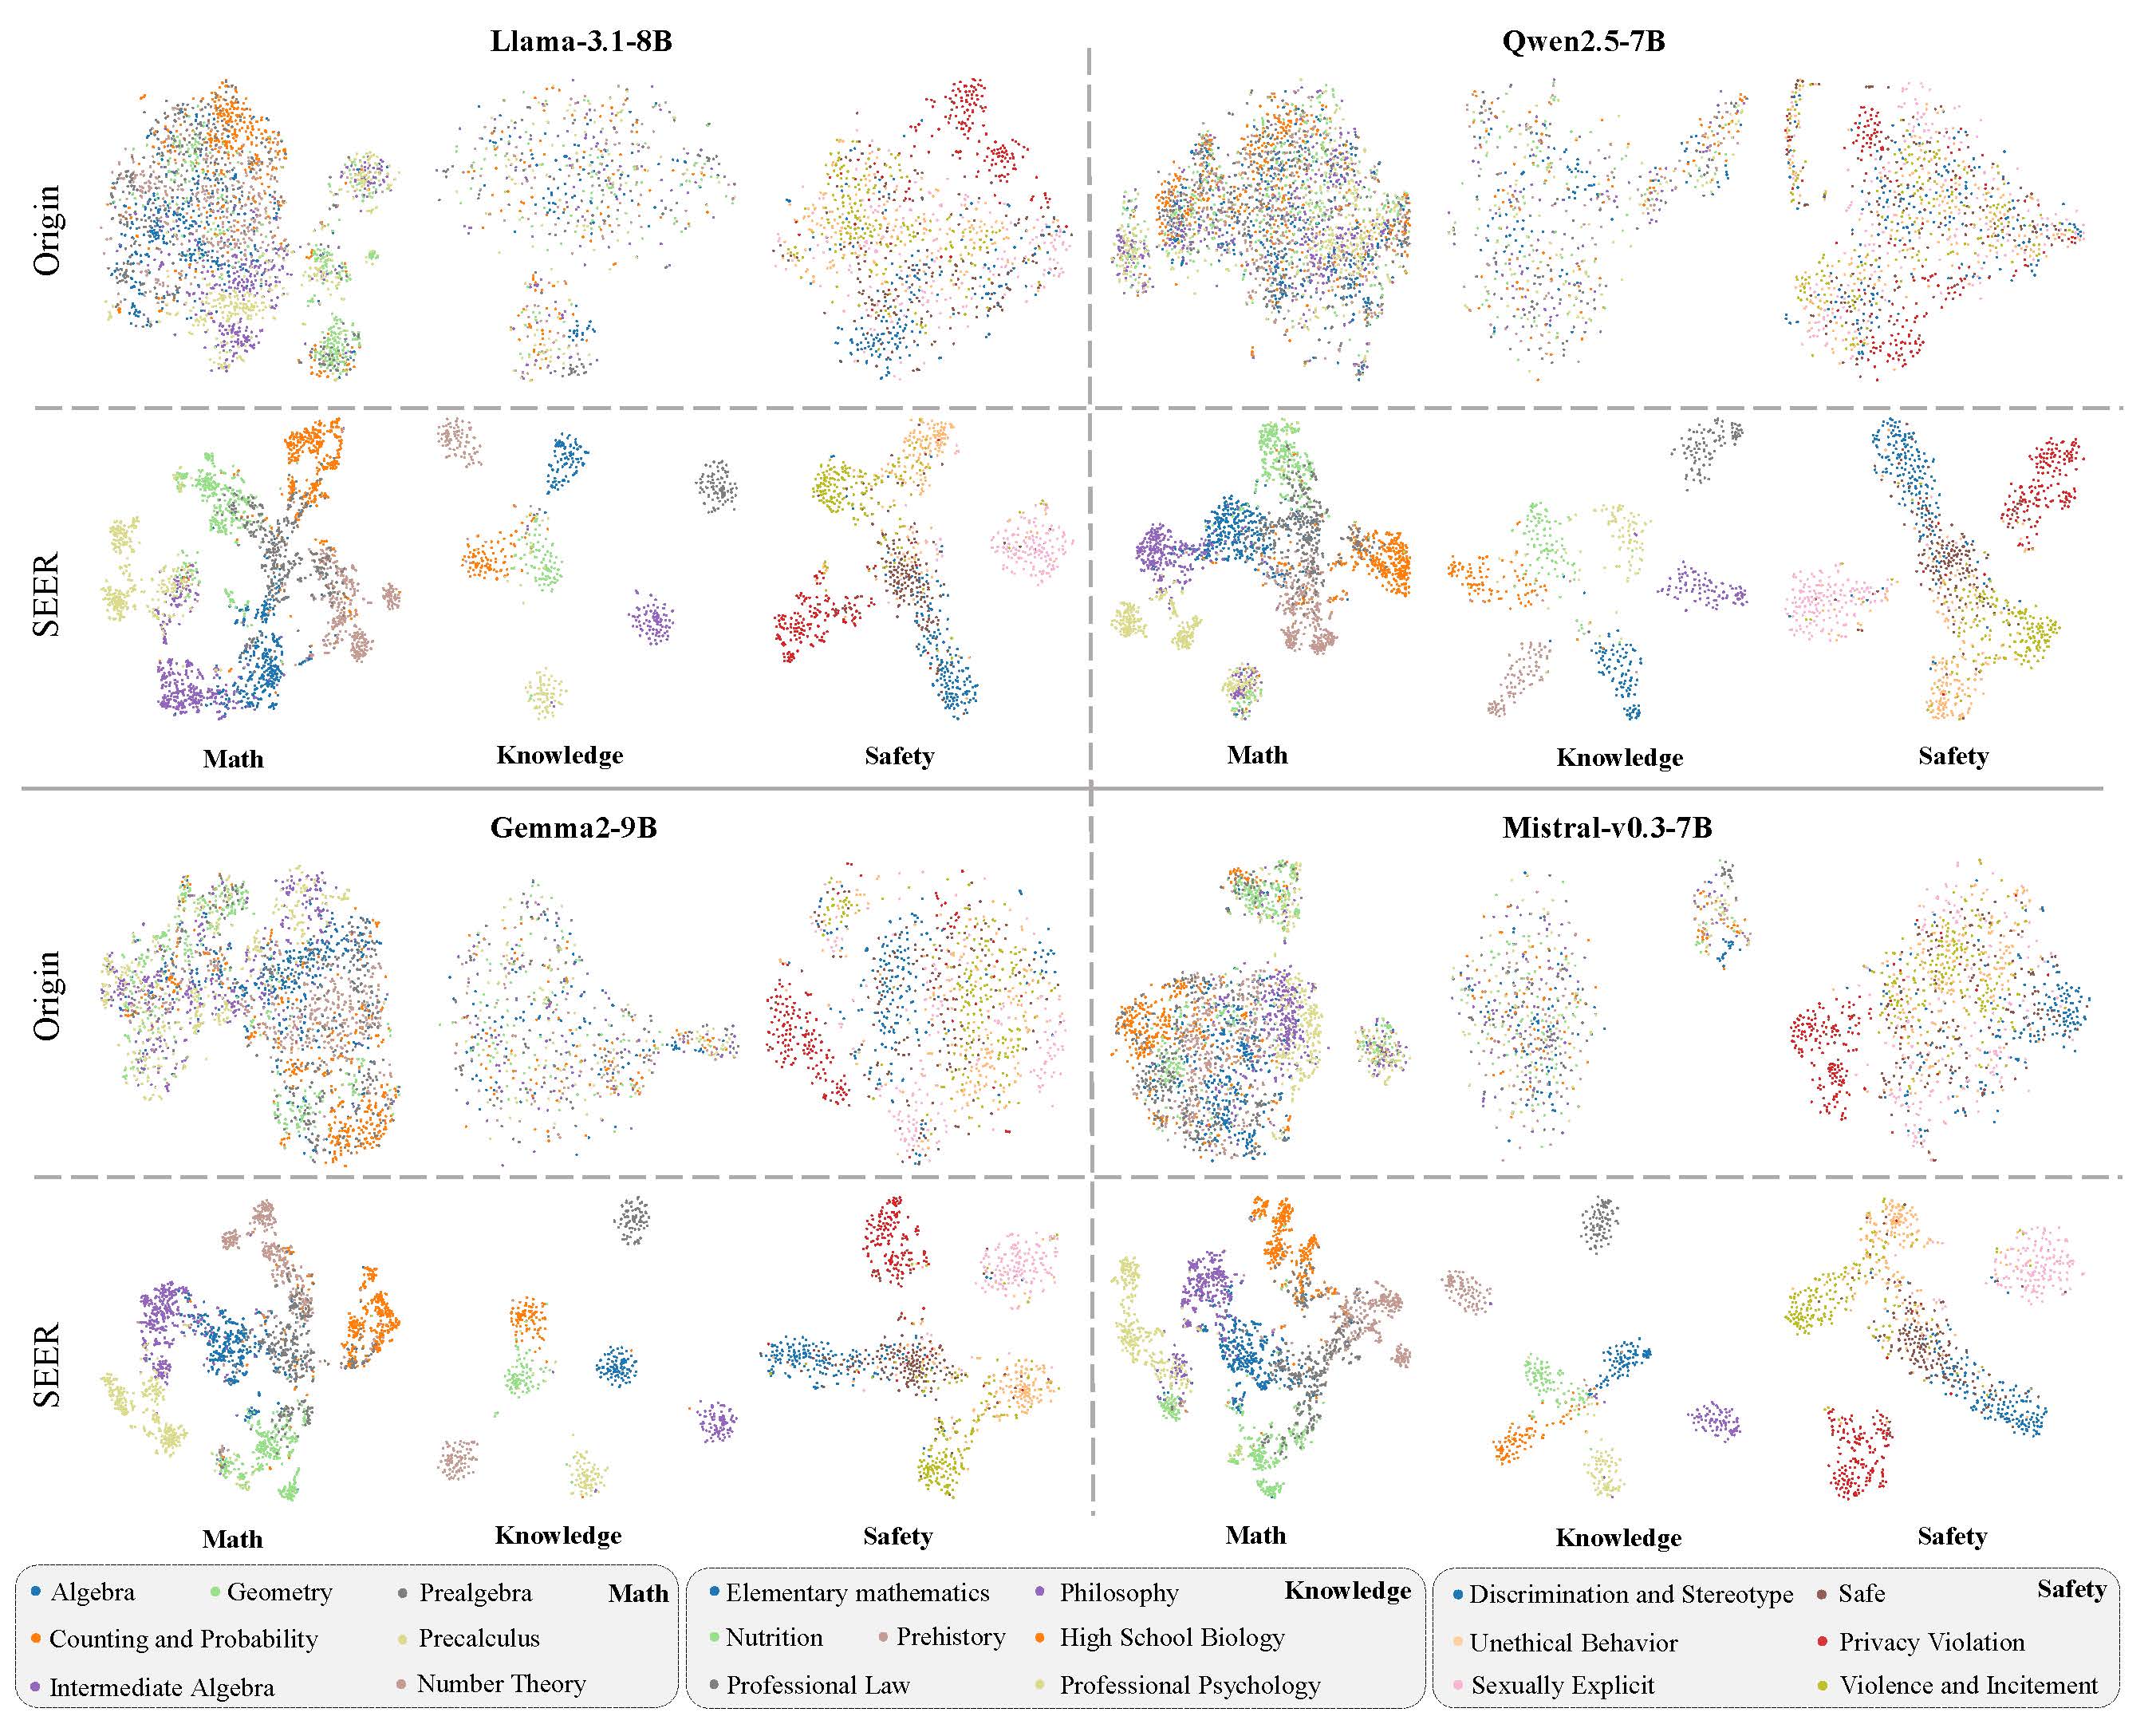 Llama-3.1-8B
Qwen2.5-7B
Origin
SEER
Math
Knowledge
Safety
Math
Knowledge
Safety
Gemma2-9B
Mistral-v0.3-7B
Origin
SEER
Math
Knowledge
Safety
Math
Knowledge
Safety
Algebra Geometry Prealgebra Math
Counting and Probability Precalculus
Intermediate Algebra Number Theory
Elementary mathematics Philosophy Knowledge
Nutrition Prehistory High School Biology
Professional Law Professional Psychology
Discrimination and Stereotype Safe Safety
Unethical Behavior Privacy Violation
Sexually Explicit Violence and Incitement